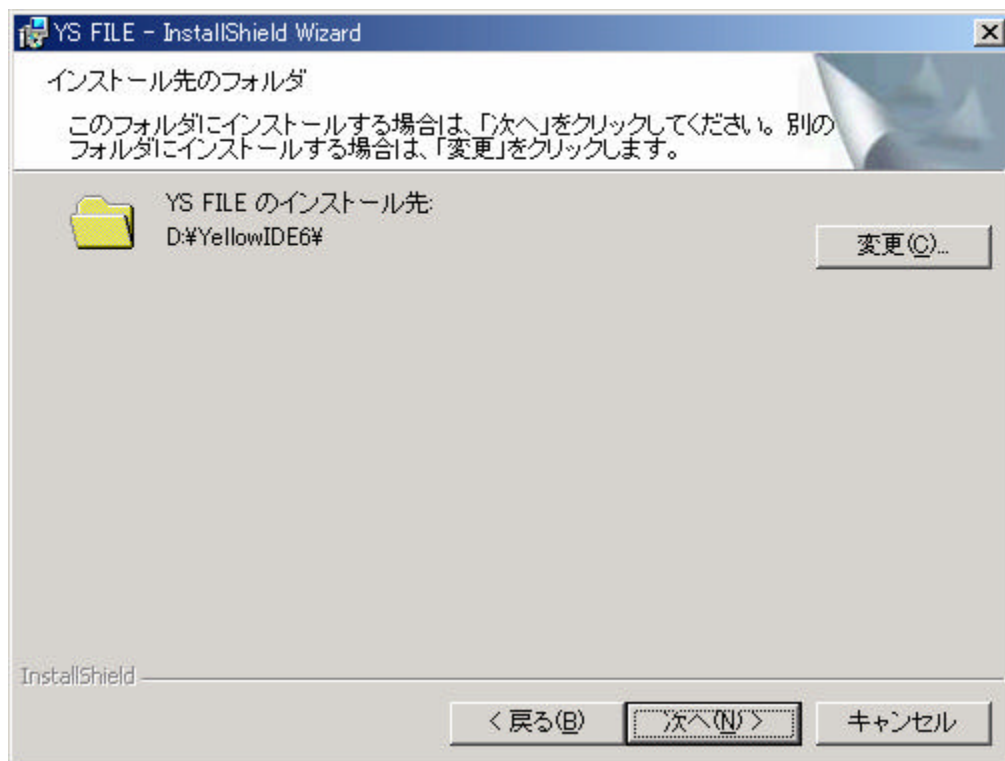 YS FILE - InstallShield Wizard
インストール先のフォルダ
このフォルダにインストールする場合は、「次へ」をクリックしてください。別の
フォルダにインストールする場合は、「変更」をクリックします。
YS FILE のインストール先:
D:¥YellowIDE6¥
変更(C)...
InstallShield
< 戻る(B)
次へ(N) >
キャンセル